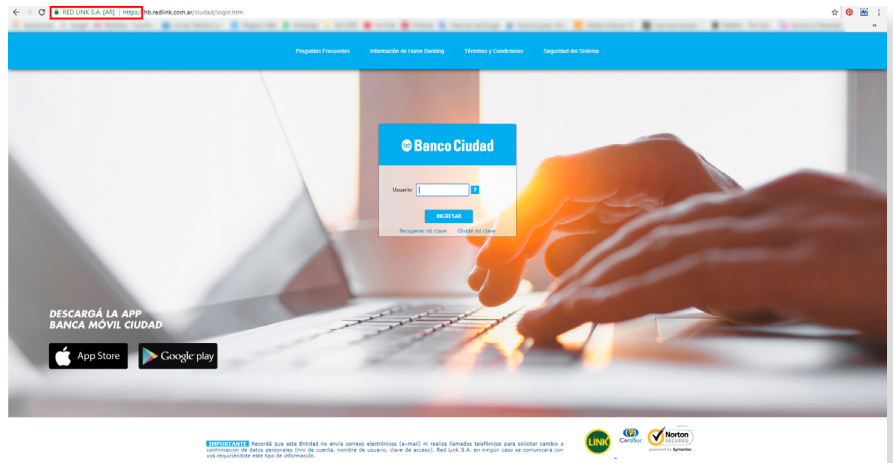 RED LINK S.A. [AR] | https://hb.redlink.com.ar/ciudad/login.htm
Preguntas Frecuentes
Información de Home Banking
Términos y Condiciones
Seguridad del Sistema
Banco Ciudad
Usuario
?
INGRESAR
Recuperar mi clave
Olvidé mi clave
DESCARGÁ LA APP
BANCA MÓVIL CIUDAD
App Store
Google play
IMPORTANTE Recordá que esta Entidad no envía correos electrónicos (e-mail) ni realiza llamados telefónicos para solicitar cambio o
confirmación de datos personales (nro de cuenta, nombre de usuario, clave de acceso). Red Link S.A. en ningún caso se comunicará con
vos requiriéndote este tipo de información.
LINK
CertiSur
Norton
SECURED
powered by Symantec